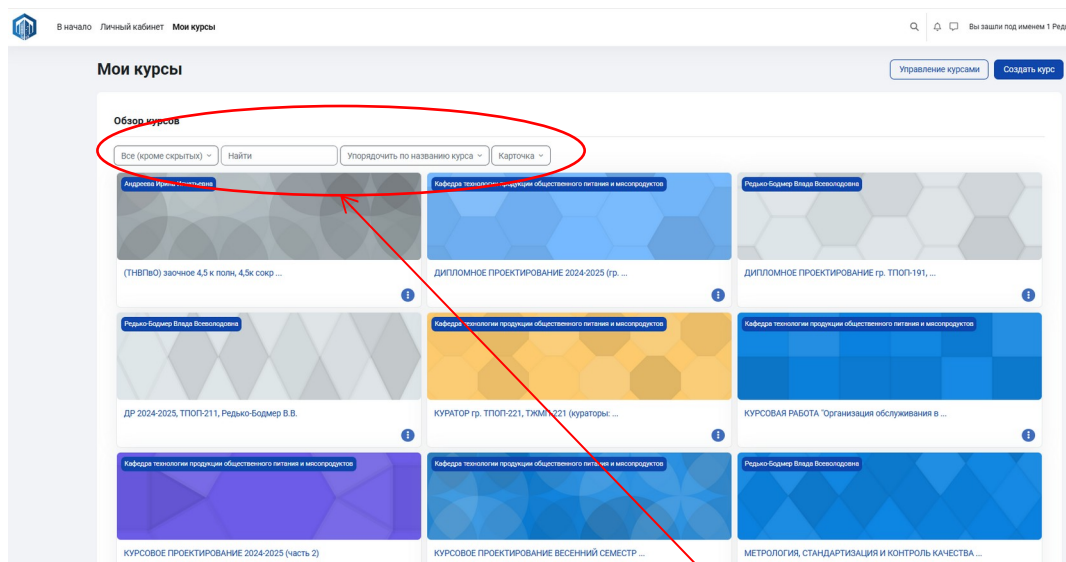 В начало Личный кабинет Мои курсы Вы зашли под именем 1 Ред
Мои курсы Управление курсами Создать курс
Обзор курсов
Все (кроме скрытых) Найти Упорядочить по названию курса Карточка
Андреева Ирина Игнатьевна Кафедра технологии продукции общественного питания и мясопродуктов Редько-Бодмер Влада Всеволодовна
(ТНВПвО) заочное 4,5 к полн, 4,5к сокр ... ДИПЛОМНОЕ ПРОЕКТИРОВАНИЕ 2024-2025 (гр. ... ДИПЛОМНОЕ ПРОЕКТИРОВАНИЕ гр. ТПОП-191, ...
Редько-Бодмер Влада Всеволодовна Кафедра технологии продукции общественного питания и мясопродуктов Кафедра технологии продукции общественного питания и мясопродуктов
ДР 2024-2025, ТПОП-211, Редько-Бодмер В.В. КУРАТОР гр. ТПОП-221, ТЖМП-221 (кураторы: ... КУРСОВАЯ РАБОТА "Организация обслуживания в ...
Кафедра технологии продукции общественного питания и мясопродуктов Кафедра технологии продукции общественного питания и мясопродуктов Редько-Бодмер Влада Всеволодовна
КУРСОВОЕ ПРОЕКТИРОВАНИЕ 2024-2025 (часть 2) КУРСОВОЕ ПРОЕКТИРОВАНИЕ ВЕСЕННИЙ СЕМЕСТР ... МЕТРОЛОГИЯ, СТАНДАРТИЗАЦИЯ И КОНТРОЛЬ КАЧЕСТВА ...